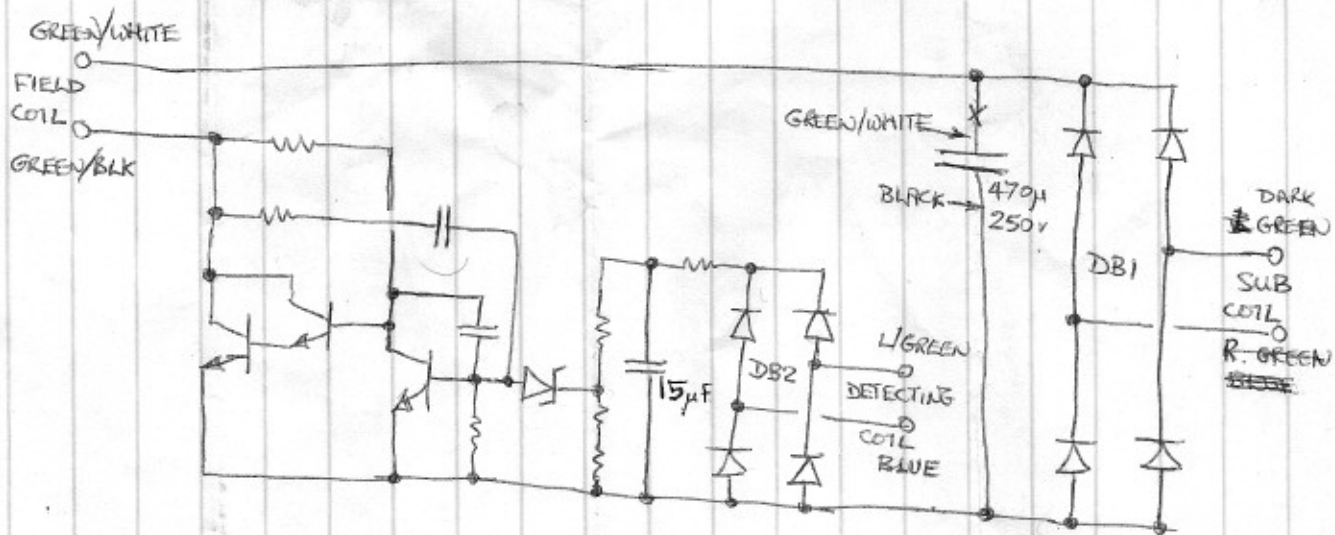 GREEN/WHITE
FIELD
COIL
GREEN/BLK
GREEN/WHITE
BLACK
470μ
250v
DB1
DARK
GREEN
SUB
COIL
R. GREEN
L/GREEN
DB2
DETECTING
COIL
BLUE
15μF